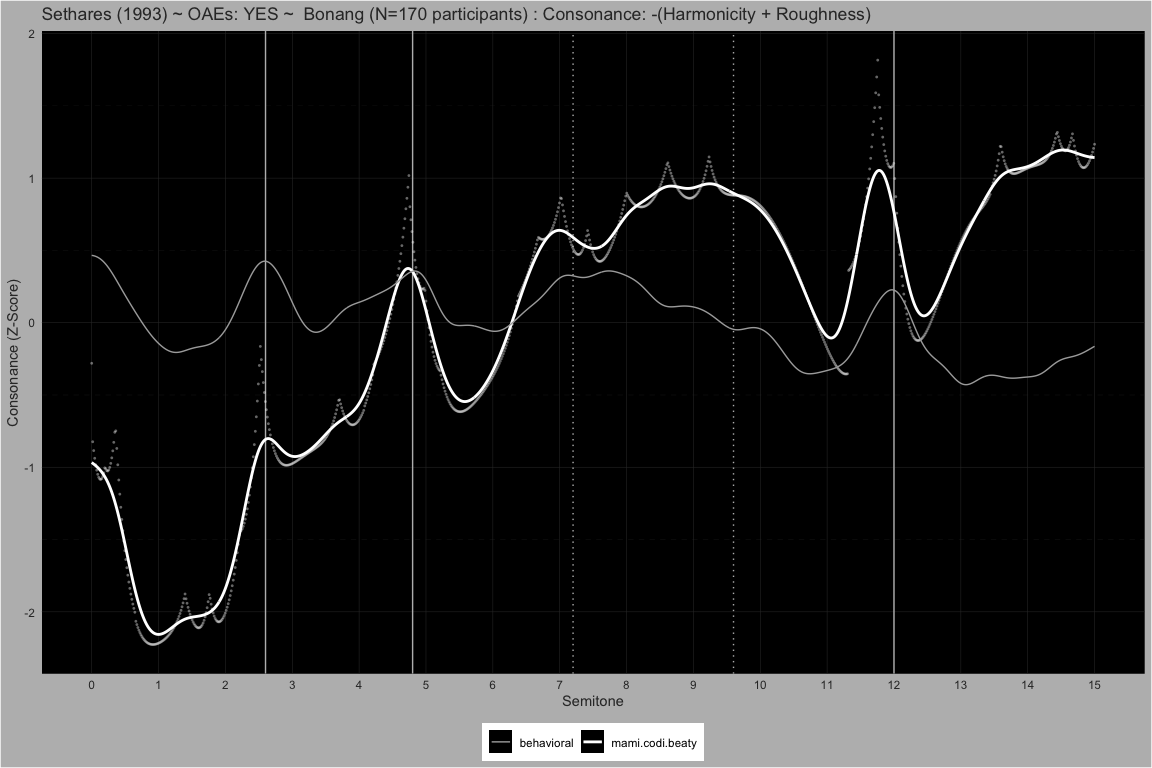 Sethares (1993) ~ OAEs: YES ~  Bonang (N=170 participants) : Consonance: -(Harmonicity + Roughness)
Consonance (Z-Score)
2
1
0
-1
-2
0 1 2 3 4 5 6 7 8 9 10 11 12 13 14 15
Semitone
behavioral mami.codi.beaty